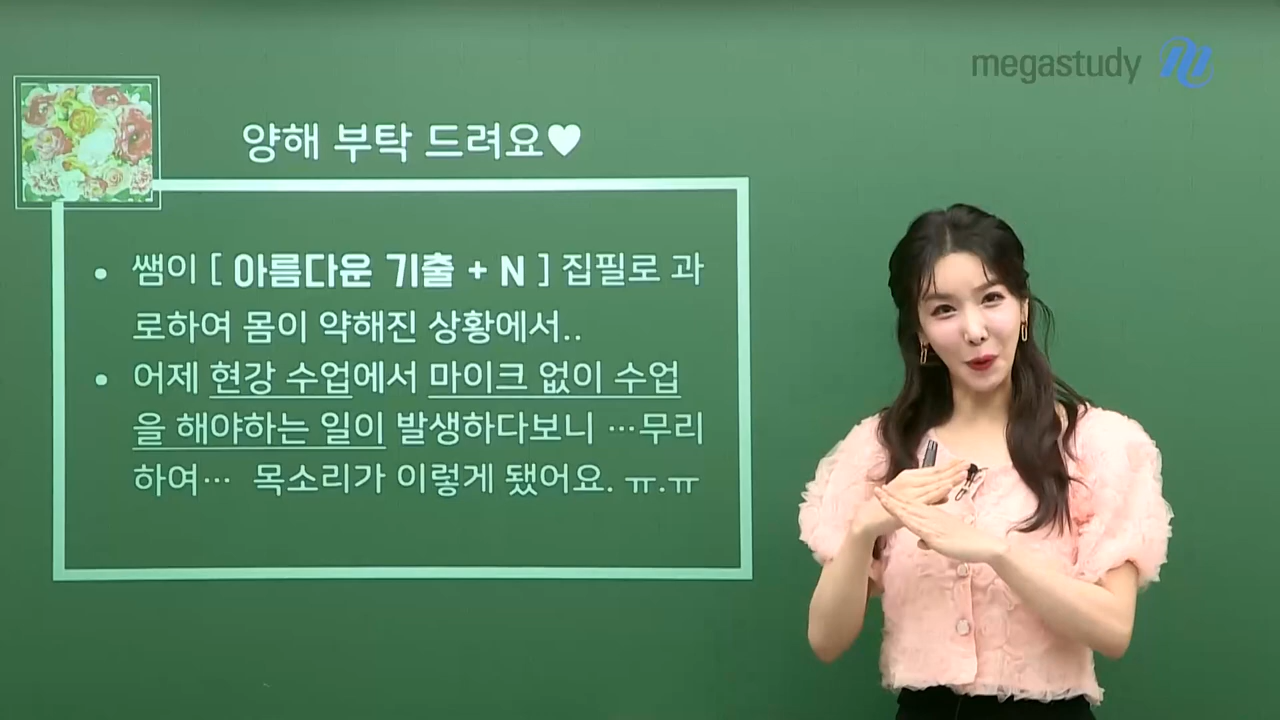 megastudy
양해 부탁 드려요♥
• 쌤이 [ 아름다운 기출 + N ] 집필로 과
로하여 몸이 약해진 상황에서..
• 어제 현강 수업에서 마이크 없이 수업
을 해야하는 일이 발생하다보니 …무리
하여… 목소리가 이렇게 됐어요. ㅠ.ㅠ